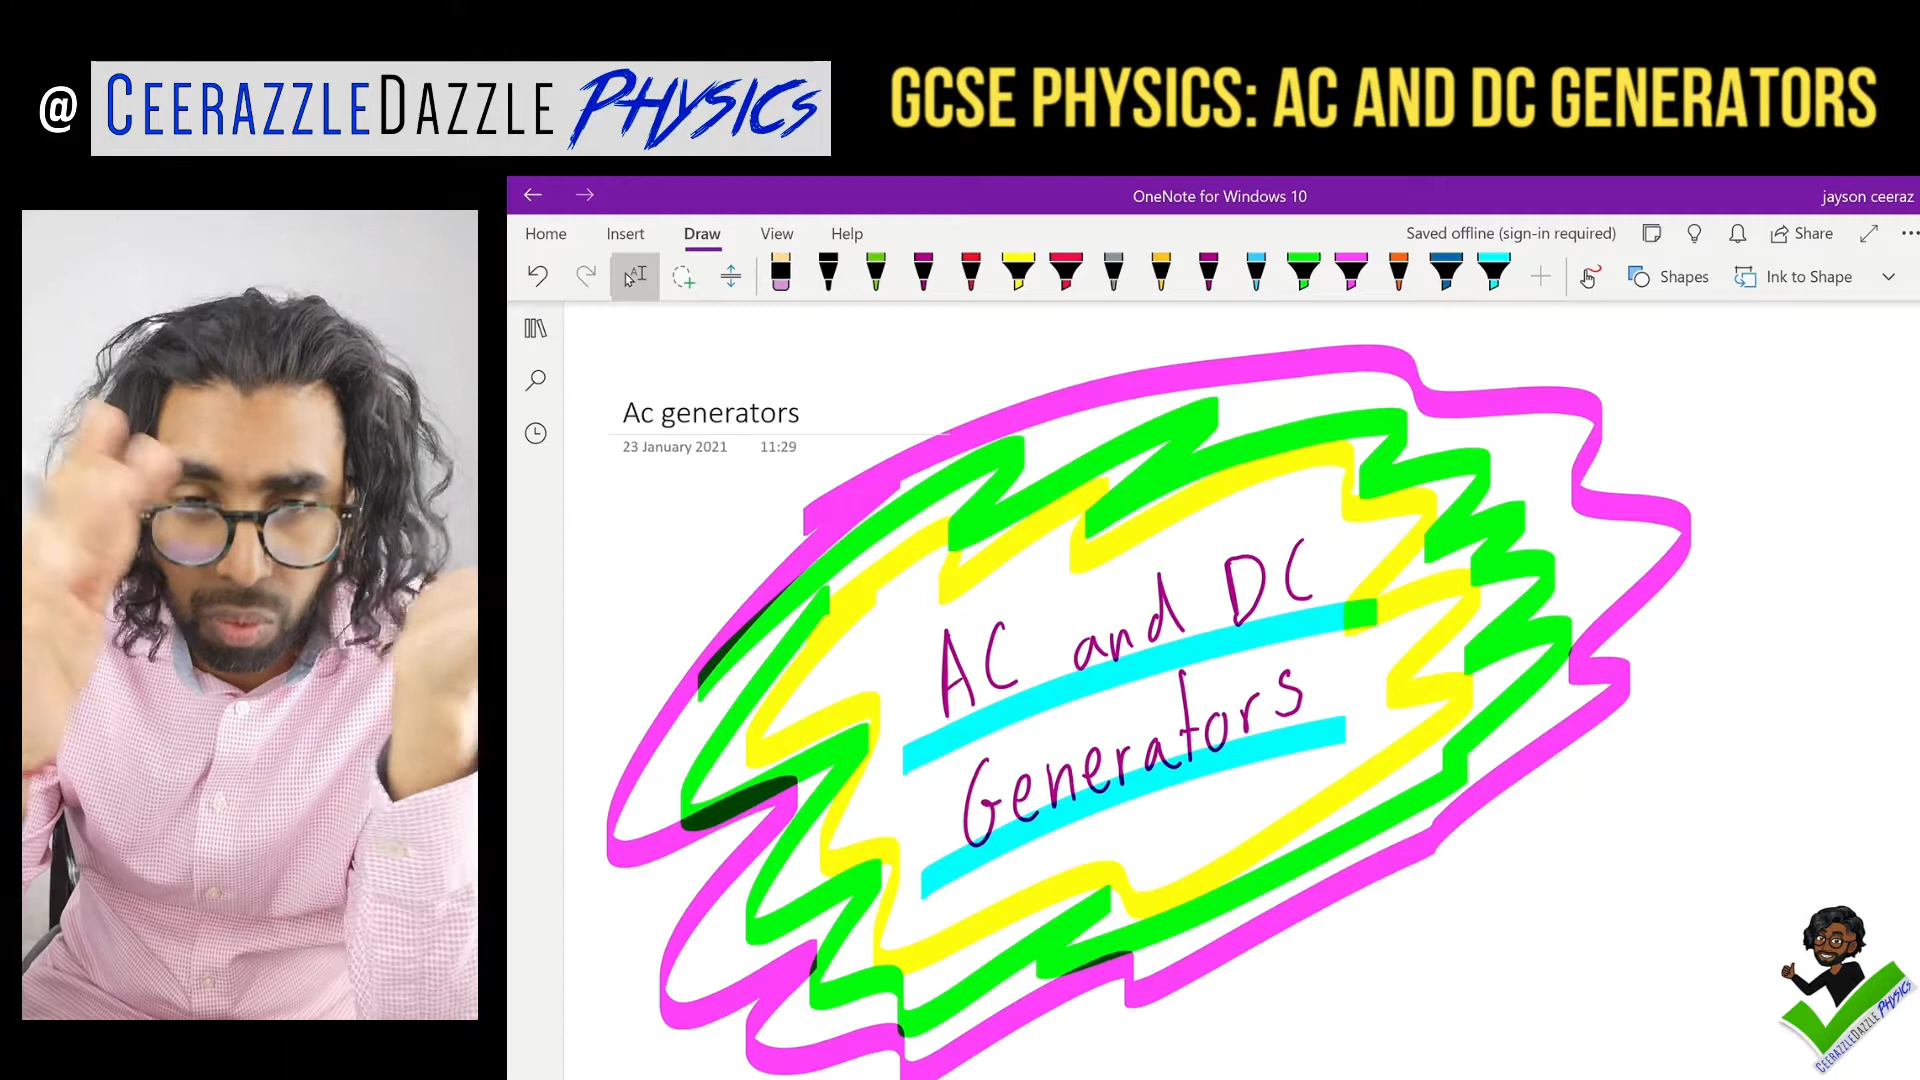 @ CEERAZZLEDAZZLE PHYSICS
GCSE PHYSICS: AC AND DC GENERATORS
OneNote for Windows 10
jayson ceeraz
Home Insert Draw View Help
Saved offline (sign-in required)
Share
Shapes
Ink to Shape
Ac generators
23 January 2021 11:29
AC and DC
Generators
CEERAZZLEDAZZLE PHYSICS